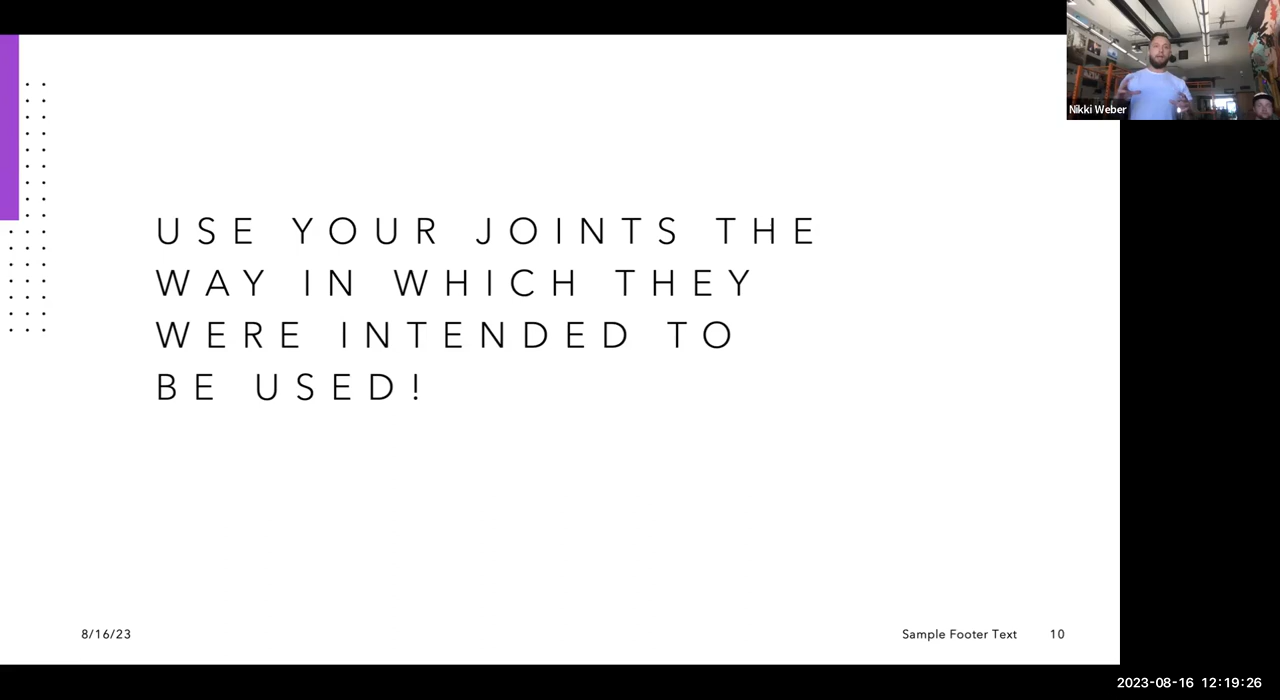 Nikki Weber
USE YOUR JOINTS THE
WAY IN WHICH THEY
WERE INTENDED TO
BE USED!
8/16/23
Sample Footer Text
10
2023-08-16 12:19:26